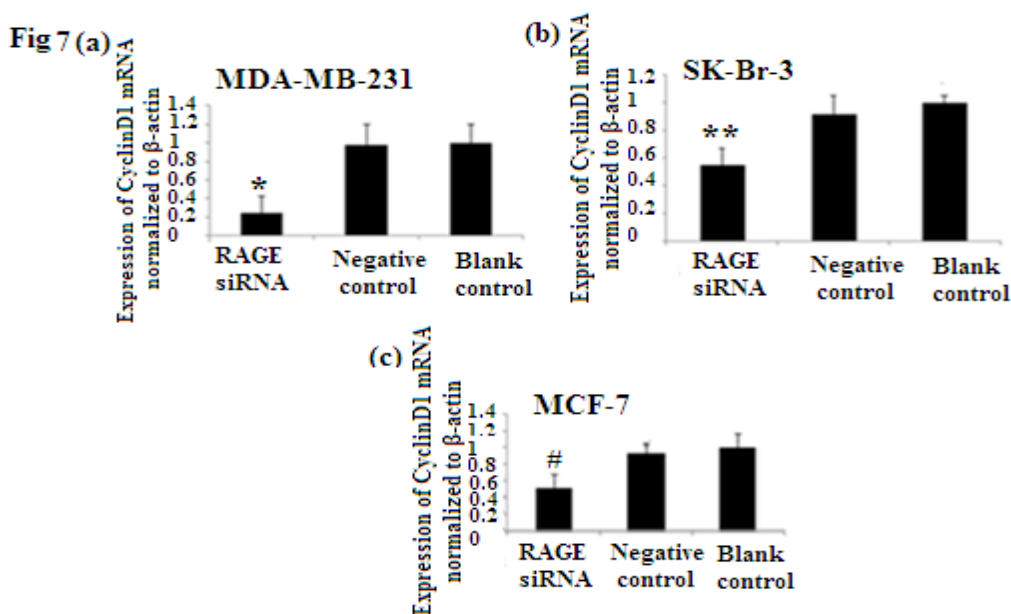 Fig 7 (a)
MDA-MB-231
Expression of CyclinD1 mRNA
normalized to β-actin
1.4
1.2
1
0.8
0.6
0.4
0.2
0
*
RAGE
siRNA
Negative
control
Blank
control
(b)
SK-Br-3
Expression of CyclinD1 mRNA
normalized to β-actin
1.2
1
0.8
0.6
0.4
0.2
0
**
RAGE
siRNA
Negative
control
Blank
control
(c)
MCF-7
Expression of CyclinD1 mRNA
normalized to β-actin
1.4
1.2
1
0.8
0.6
0.4
0.2
0
#
RAGE
siRNA
Negative
control
Blank
control